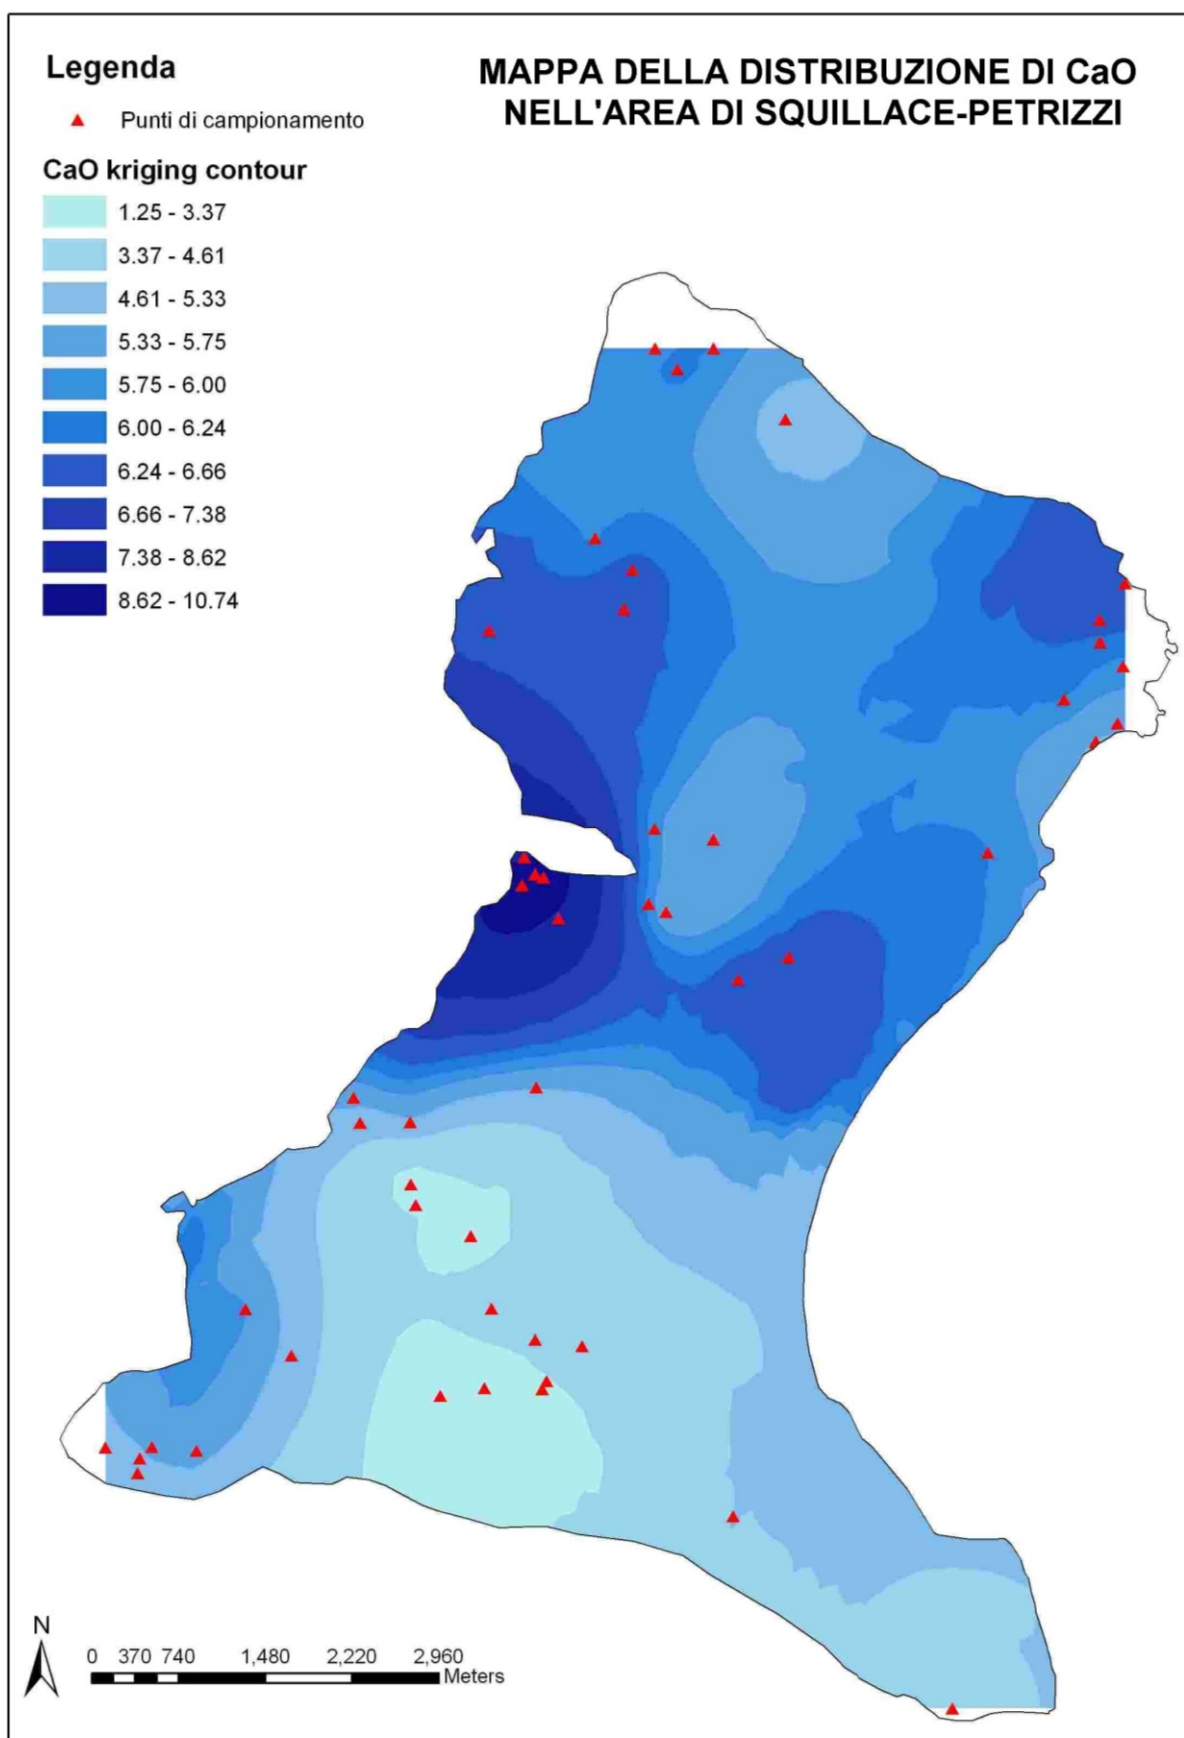 Legenda
Punti di campionamento
CaO kriging contour
1.25 - 3.37
3.37 - 4.61
4.61 - 5.33
5.33 - 5.75
5.75 - 6.00
6.00 - 6.24
6.24 - 6.66
6.66 - 7.38
7.38 - 8.62
8.62 - 10.74
MAPPA DELLA DISTRIBUZIONE DI CaO
NELL'AREA DI SQUILLACE-PETRIZZI
N
0 370 740 1,480 2,220 2,960
Meters